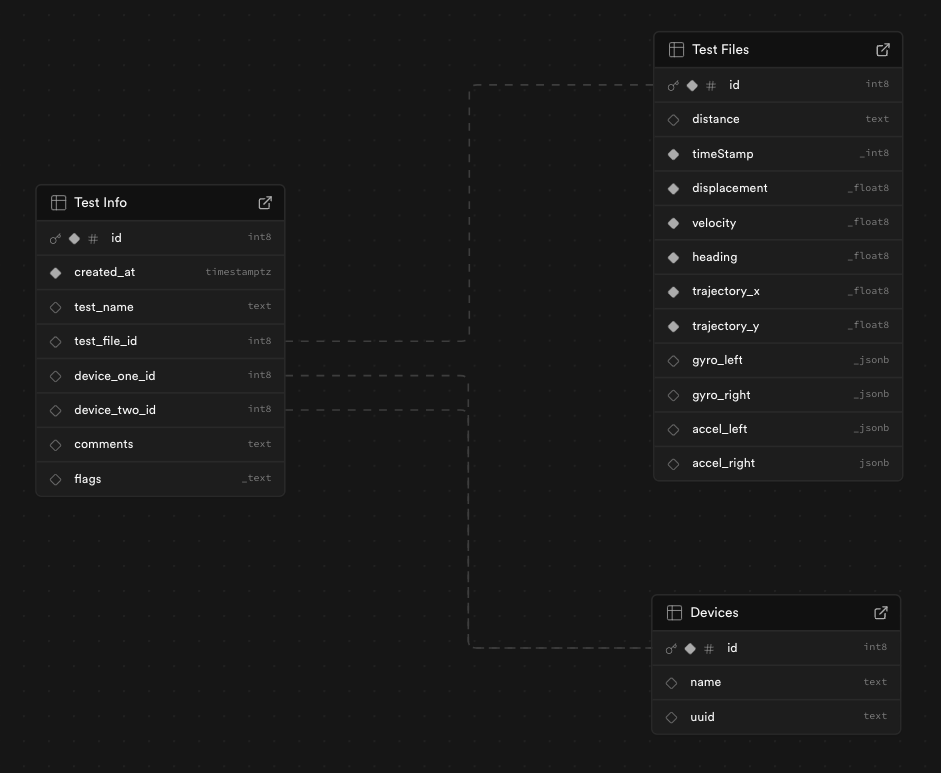 Test Files
id int8
distance text
timeStamp _int8
displacement _float8
velocity _float8
heading _float8
trajectory_x _float8
trajectory_y _float8
gyro_left _jsonb
gyro_right _jsonb
accel_left _jsonb
accel_right jsonb
Test Info
id int8
created_at timestamptz
test_name text
test_file_id int8
device_one_id int8
device_two_id int8
comments text
flags _text
Devices
id int8
name text
uuid text